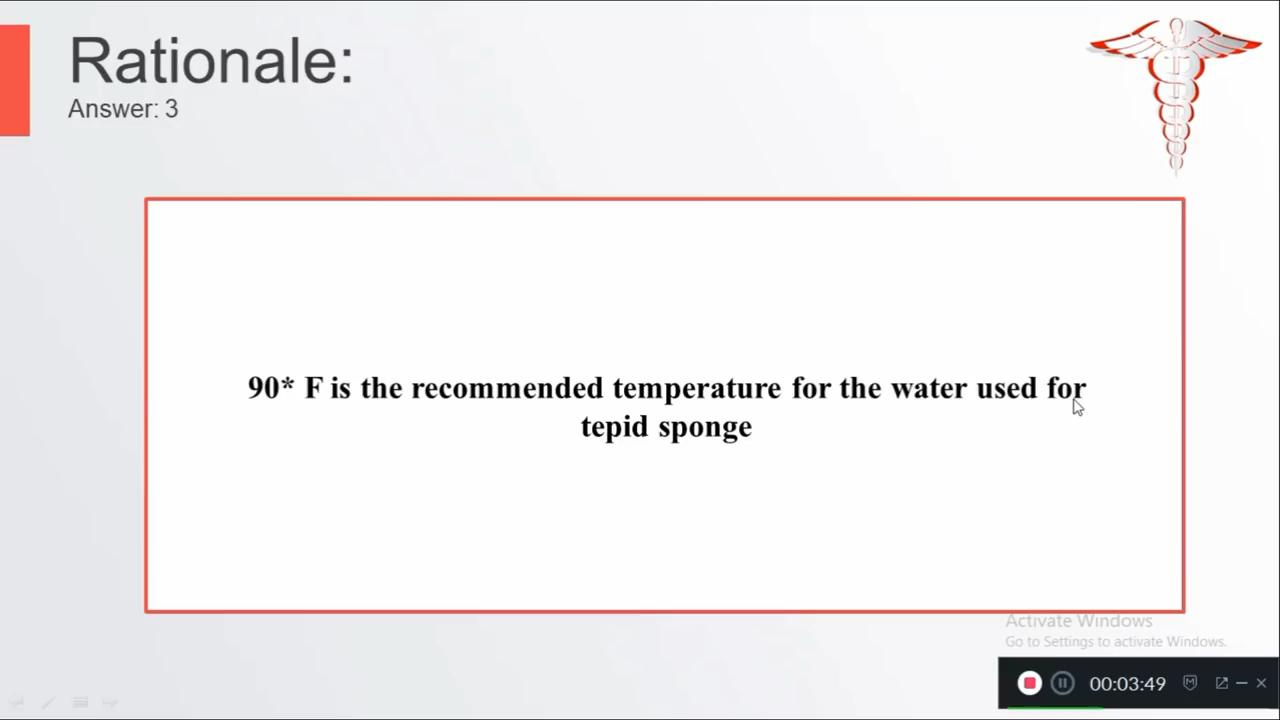 Rationale:
Answer: 3
90* F is the recommended temperature for the water used for
tepid sponge
Activate Windows
Go to Settings to activate Windows.
00:03:49